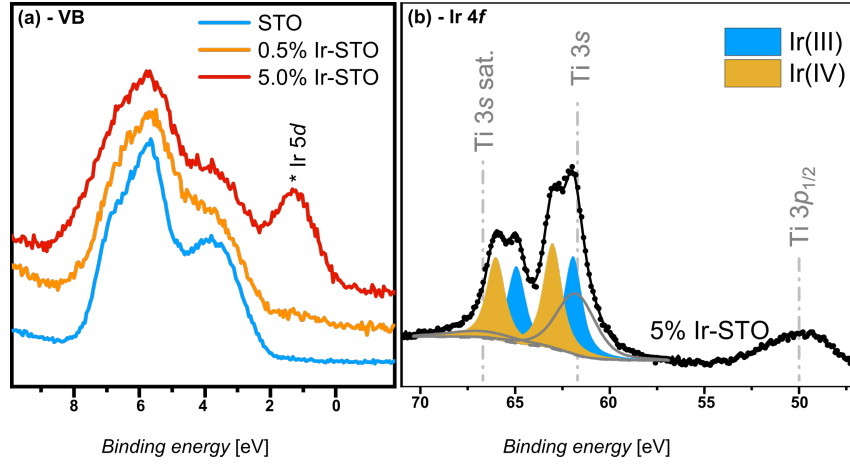 (a) - VB
STO
0.5% Ir-STO
5.0% Ir-STO
* Ir 5d
8 6 4 2 0
Binding energy [eV]
(b) - Ir 4f
Ir(III)
Ir(IV)
Ti 3s sat.
Ti 3s
Ti 3p1/2
5% Ir-STO
70 65 60 55 50
Binding energy [eV]